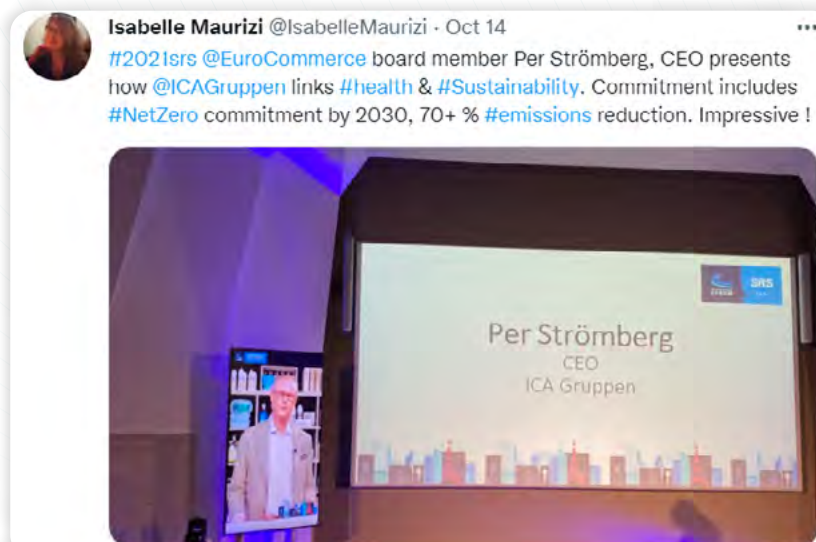 Isabelle Maurizi @IsabelleMaurizi · Oct 14
#2021srs @EuroCommerce board member Per Strömberg, CEO presents
how @ICAGruppen links #health & #Sustainability. Commitment includes
#NetZero commitment by 2030, 70+ % #emissions reduction. Impressive !
SRS
Per Strömberg
CEO
ICA Gruppen